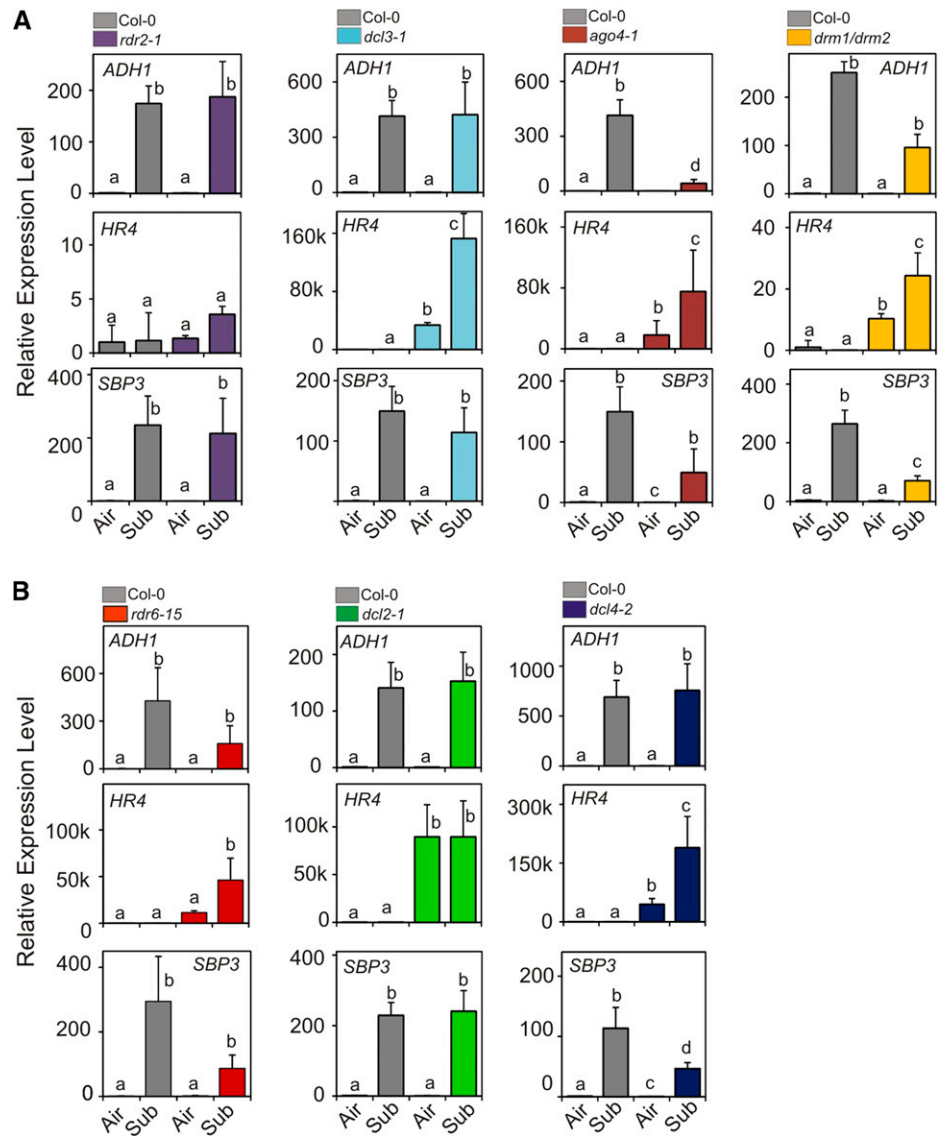 A
Col-0
rdr2-1
Col-0
dcl3-1
Col-0
ago4-1
Col-0
drm1/drm2
Relative Expression Level
ADH1
200
100
0
a
b
a
b
ADH1
600
300
0
a
b
a
b
ADH1
600
400
200
0
a
b
a
d
ADH1
200
100
0
a
b
a
b
HR4
10
5
0
a
a
a
a
HR4
160k
80k
0
a
b
c
HR4
160k
80k
0
a
a
b
c
HR4
40
20
0
a
a
b
c
SBP3
400
200
0
a
b
a
b
SBP3
200
100
0
a
b
a
b
SBP3
200
100
0
a
b
c
b
SBP3
400
200
0
a
b
a
c
Air Sub Air Sub
Air Sub Air Sub
Air Sub Air Sub
Air Sub Air Sub
B
Col-0
rdr6-15
Col-0
dcl2-1
Col-0
dcl4-2
Relative Expression Level
ADH1
600
300
0
a
b
a
b
ADH1
200
100
0
a
b
a
b
ADH1
1000
500
0
a
b
a
b
HR4
100k
50k
0
a
a
a
b
HR4
100k
50k
0
a
a
b
b
HR4
300k
150k
0
a
a
b
c
SBP3
400
200
0
a
b
a
b
SBP3
400
200
0
a
b
a
b
SBP3
200
100
0
a
b
c
d
Air Sub Air Sub
Air Sub Air Sub
Air Sub Air Sub